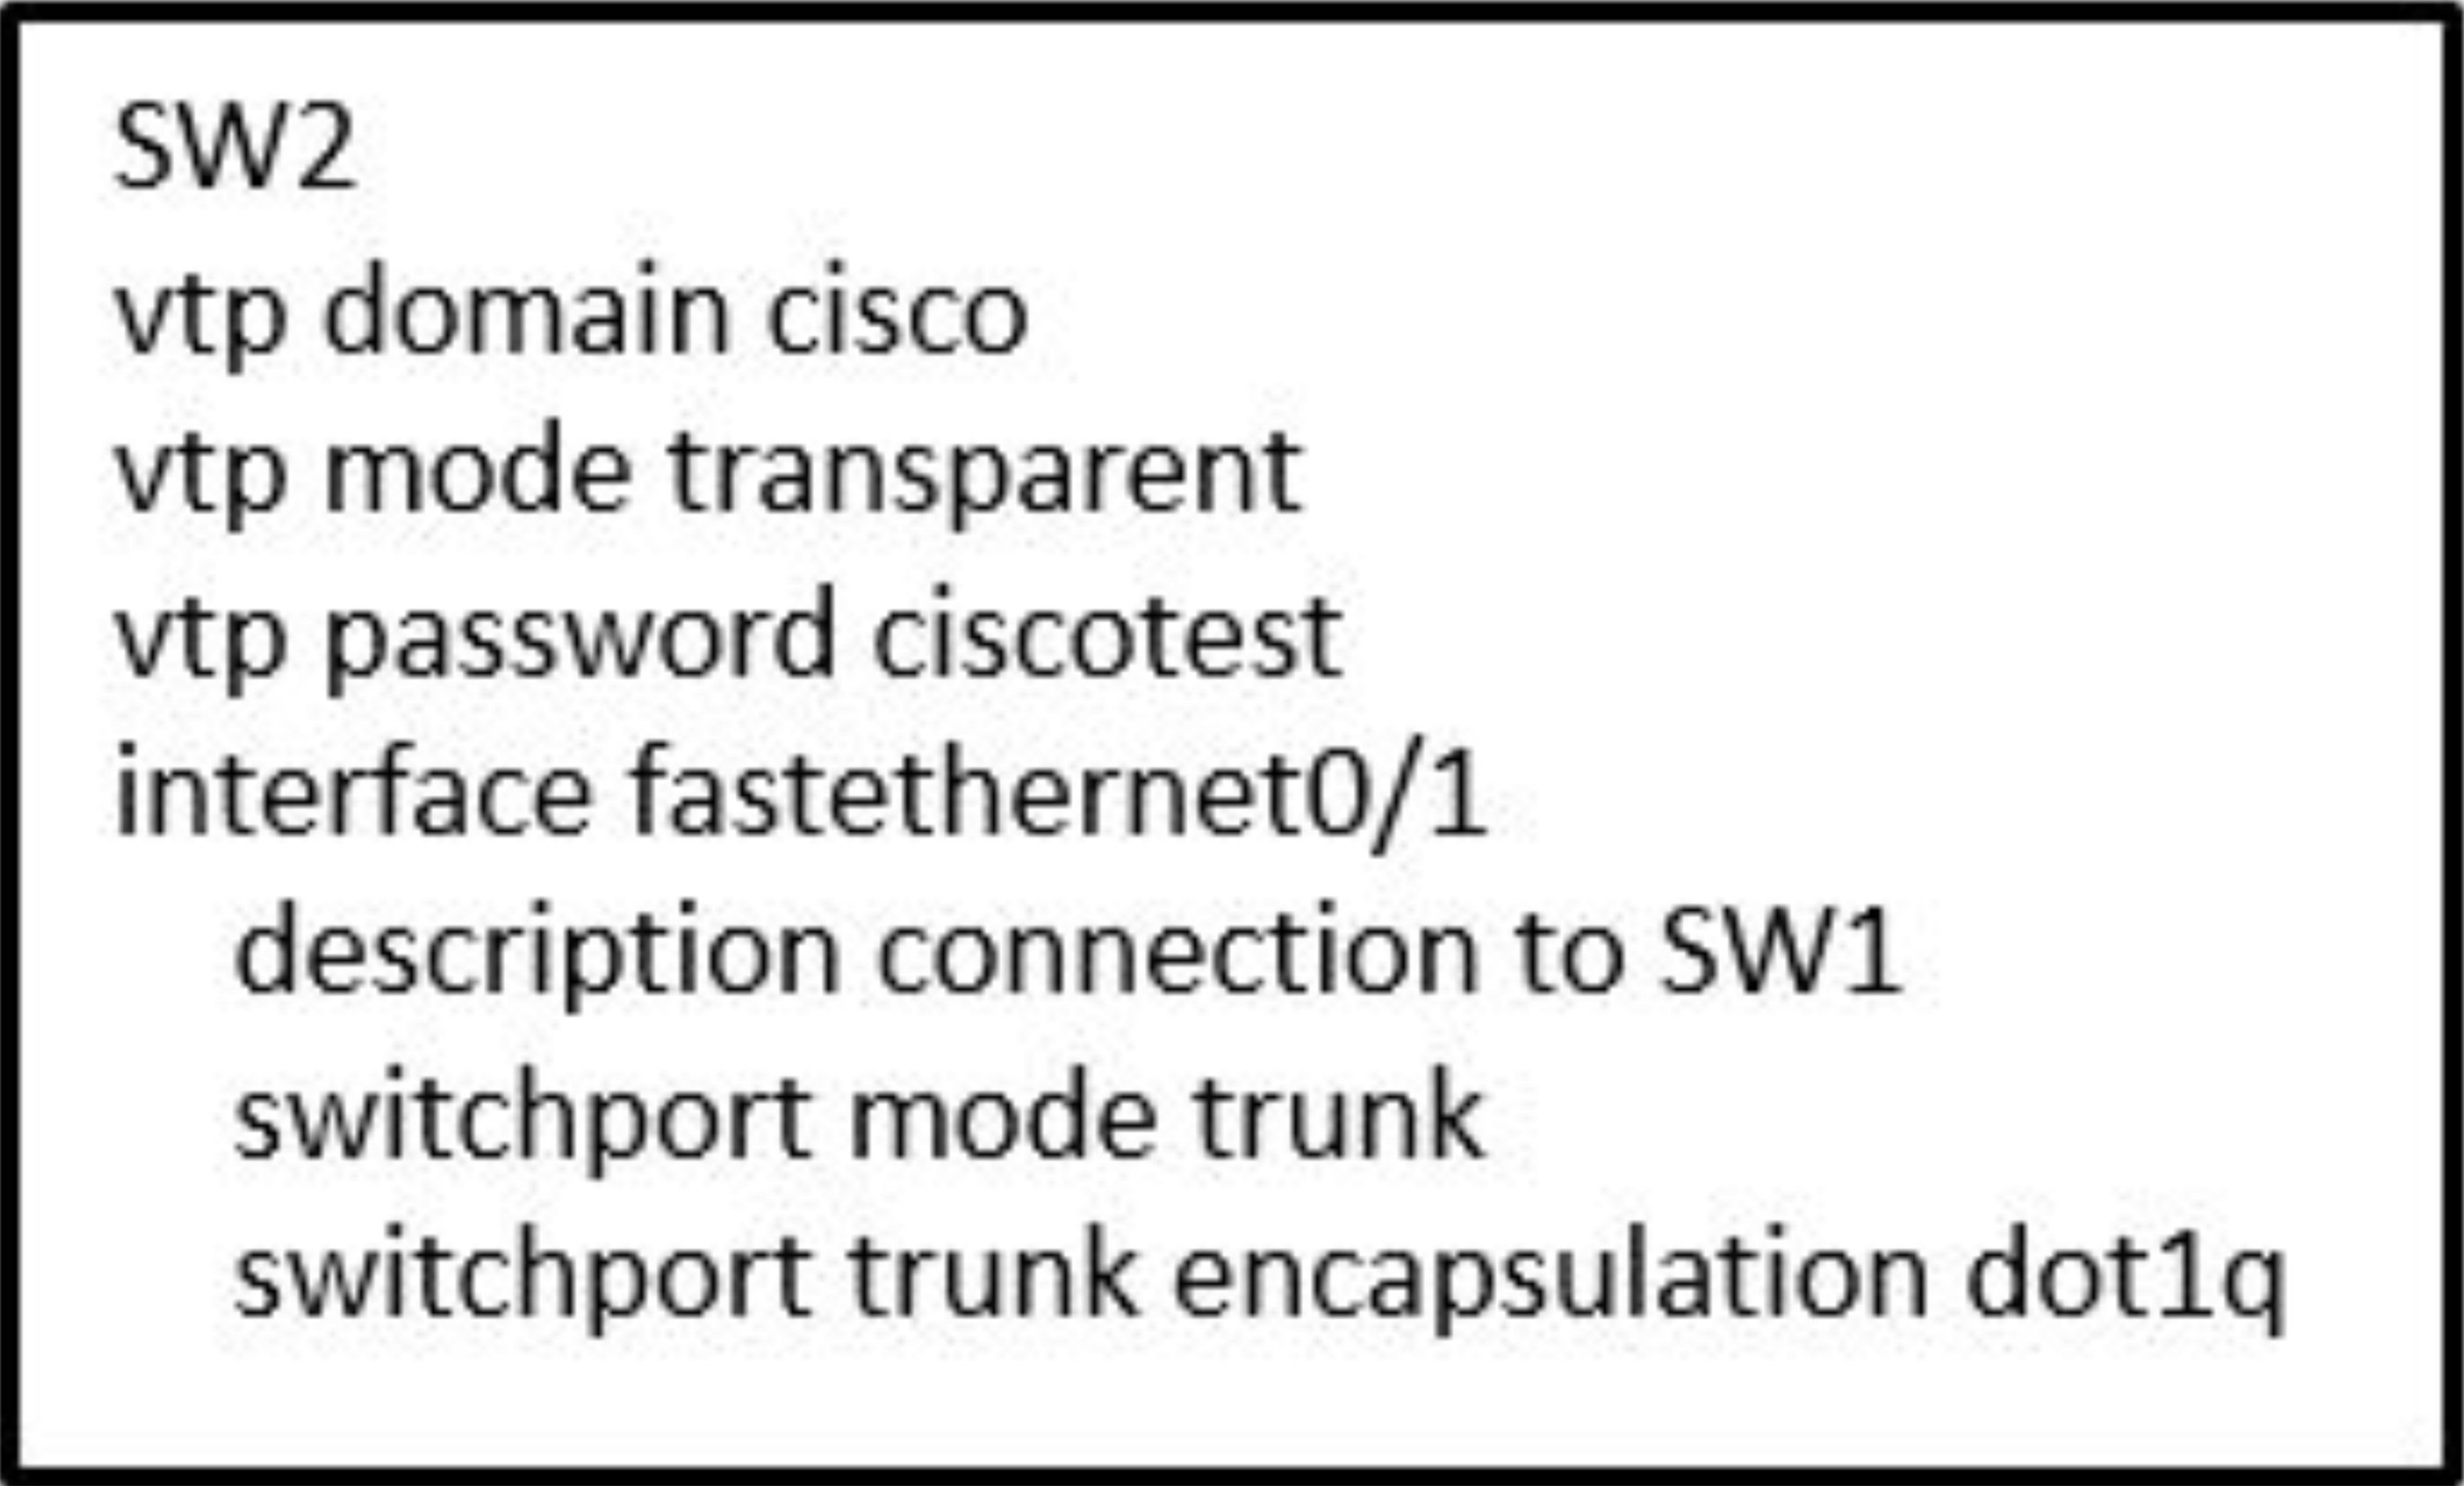 SW2
vtp domain cisco
vtp mode transparent
vtp password ciscotest
interface fastethernet0/1
description connection to SW1
switchport mode trunk
switchport trunk encapsulation dot1q